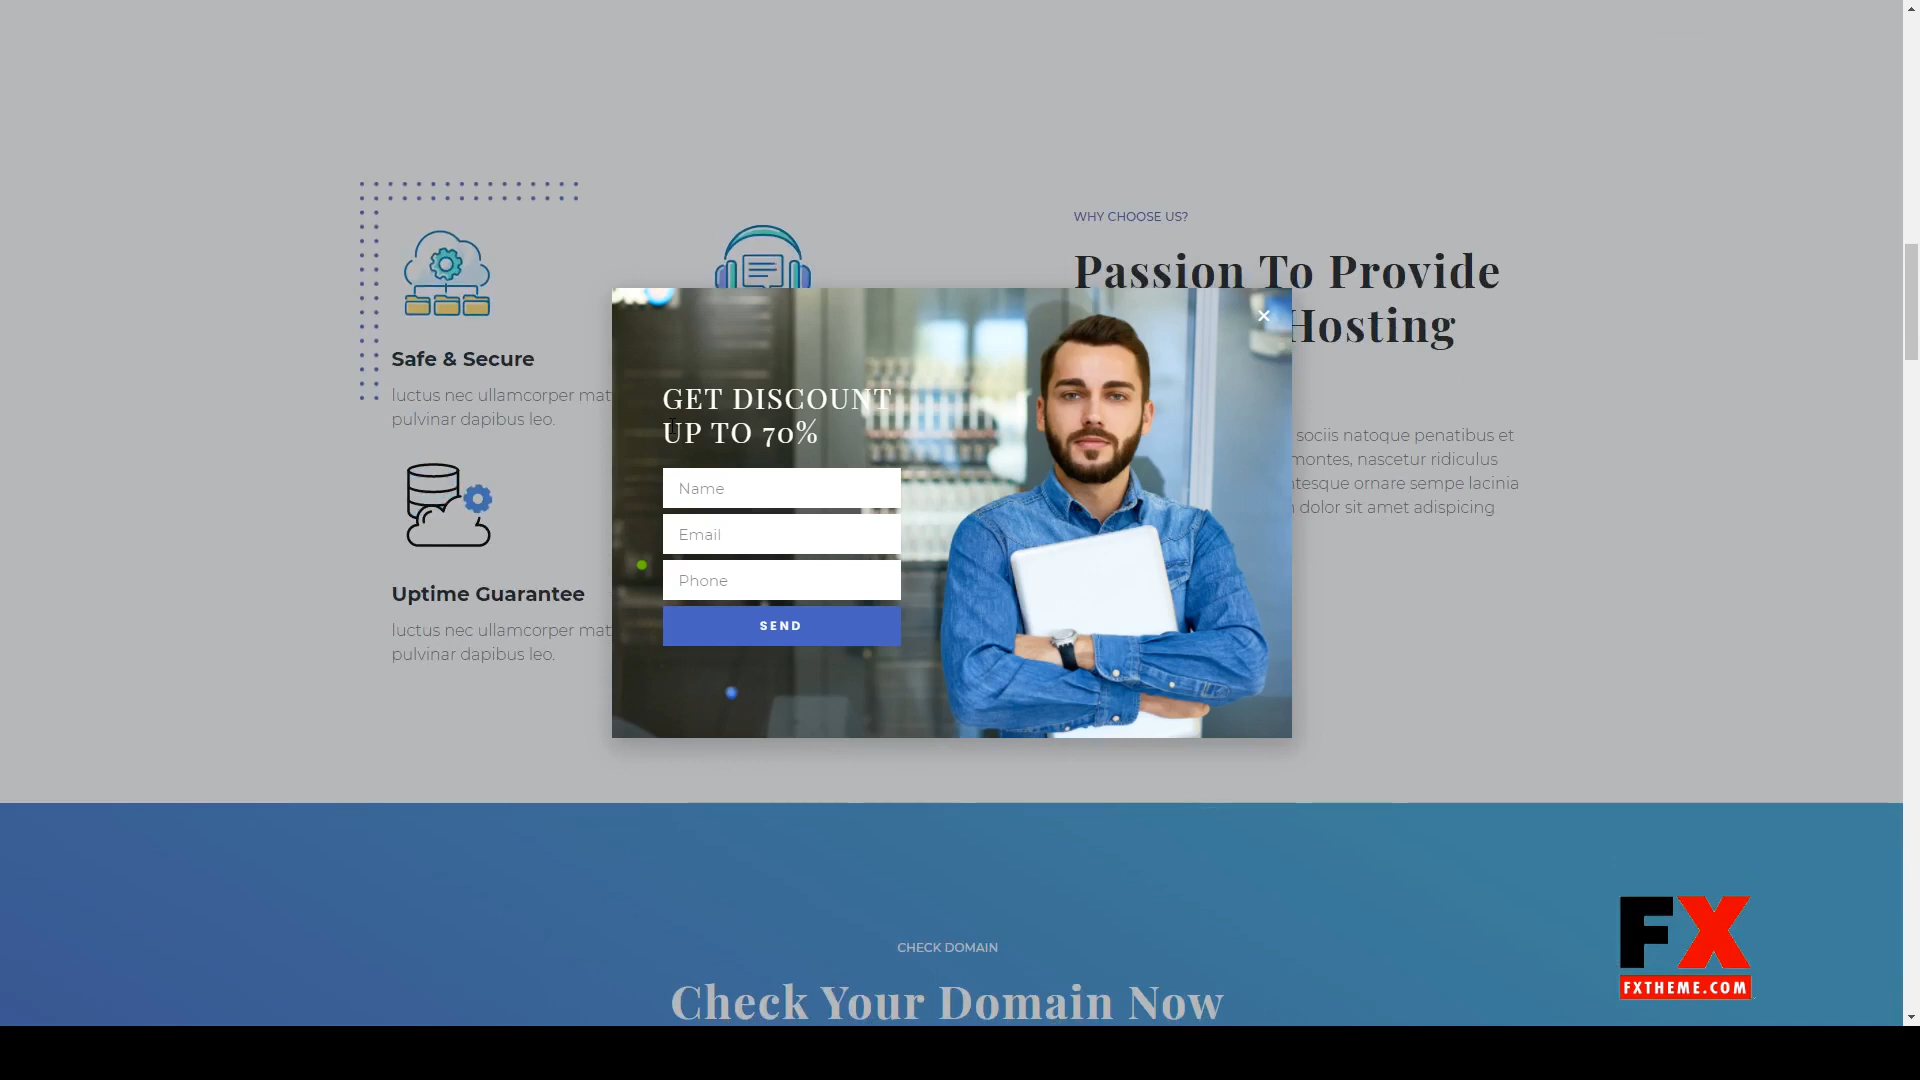 WHY CHOOSE US?
Passion To Provide
Hosting
Safe & Secure
luctus nec ullamcorper mat
pulvinar dapibus leo.
GET DISCOUNT
UP TO 70%
Name
Email
Phone
SEND
sociis natoque penatibus et
montes, nascetur ridiculus
ornare sempe lacinia
dolor sit amet adispicing
Uptime Guarantee
luctus nec ullamcorper mat
pulvinar dapibus leo.
CHECK DOMAIN
Check Your Domain Now
FX
FXTHEME.COM